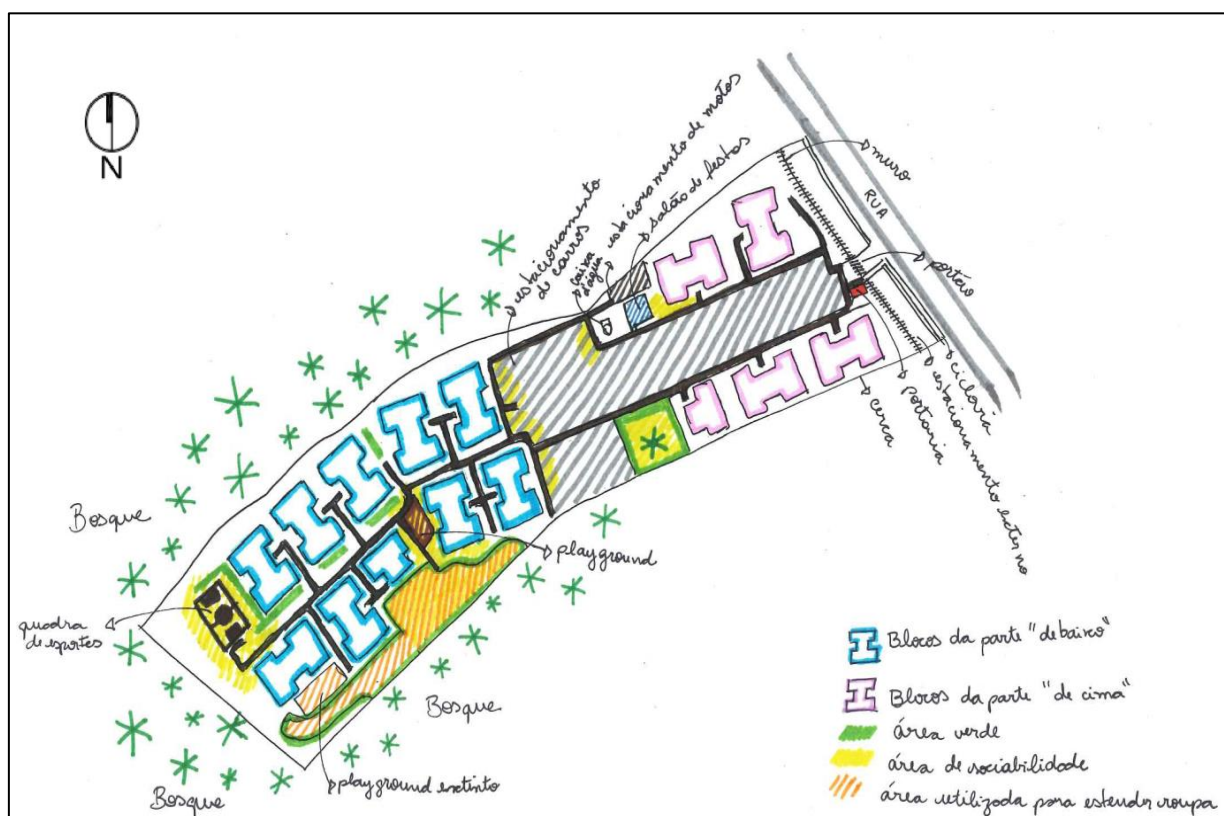 N
estacionamento
de carros
caixa
d'água
estacionamento de motos
salão de festas
muro
RUA
portão
ciclovia
estacionamento externo
portaria
cerca
Bosque
quadra
de esportes
playground
Bosque
playground extinto
Bosque
Blocos da parte "debaixo"
Blocos da parte "de cima"
área verde
área de sociabilidade
área utilizada para estender roupa